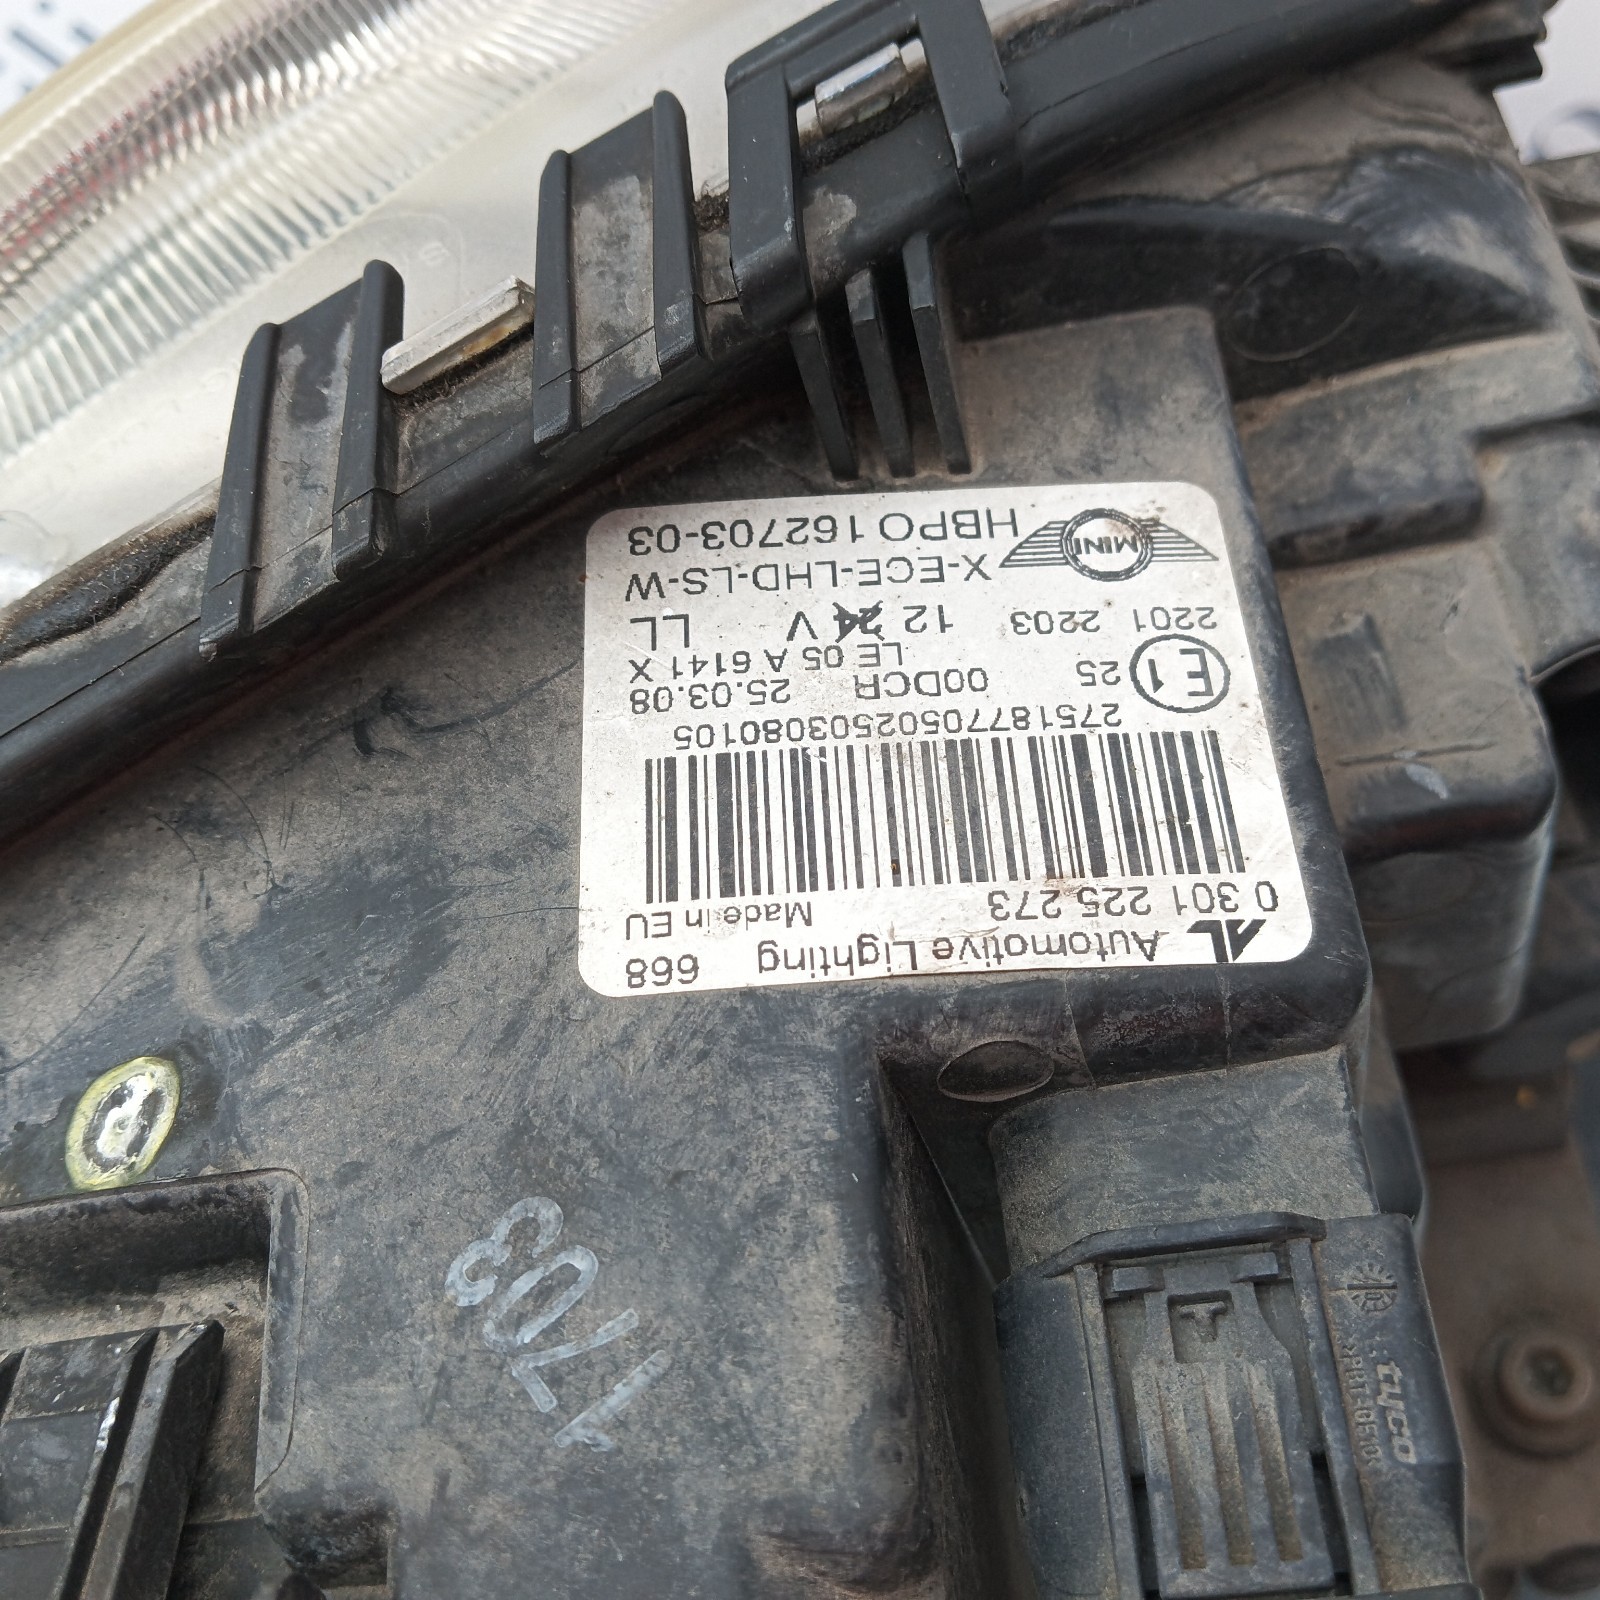 AL Automotive Lighting 668
0 301 225 273 Made in EU
27518770502503080105
E1 25 00DCR 25.03.08
LE 05 A 6141 X
2201 2203 12 24 V LL
X-ECE-LHD-LS-W
MINI
HBPO 162703-03
1703
tyco